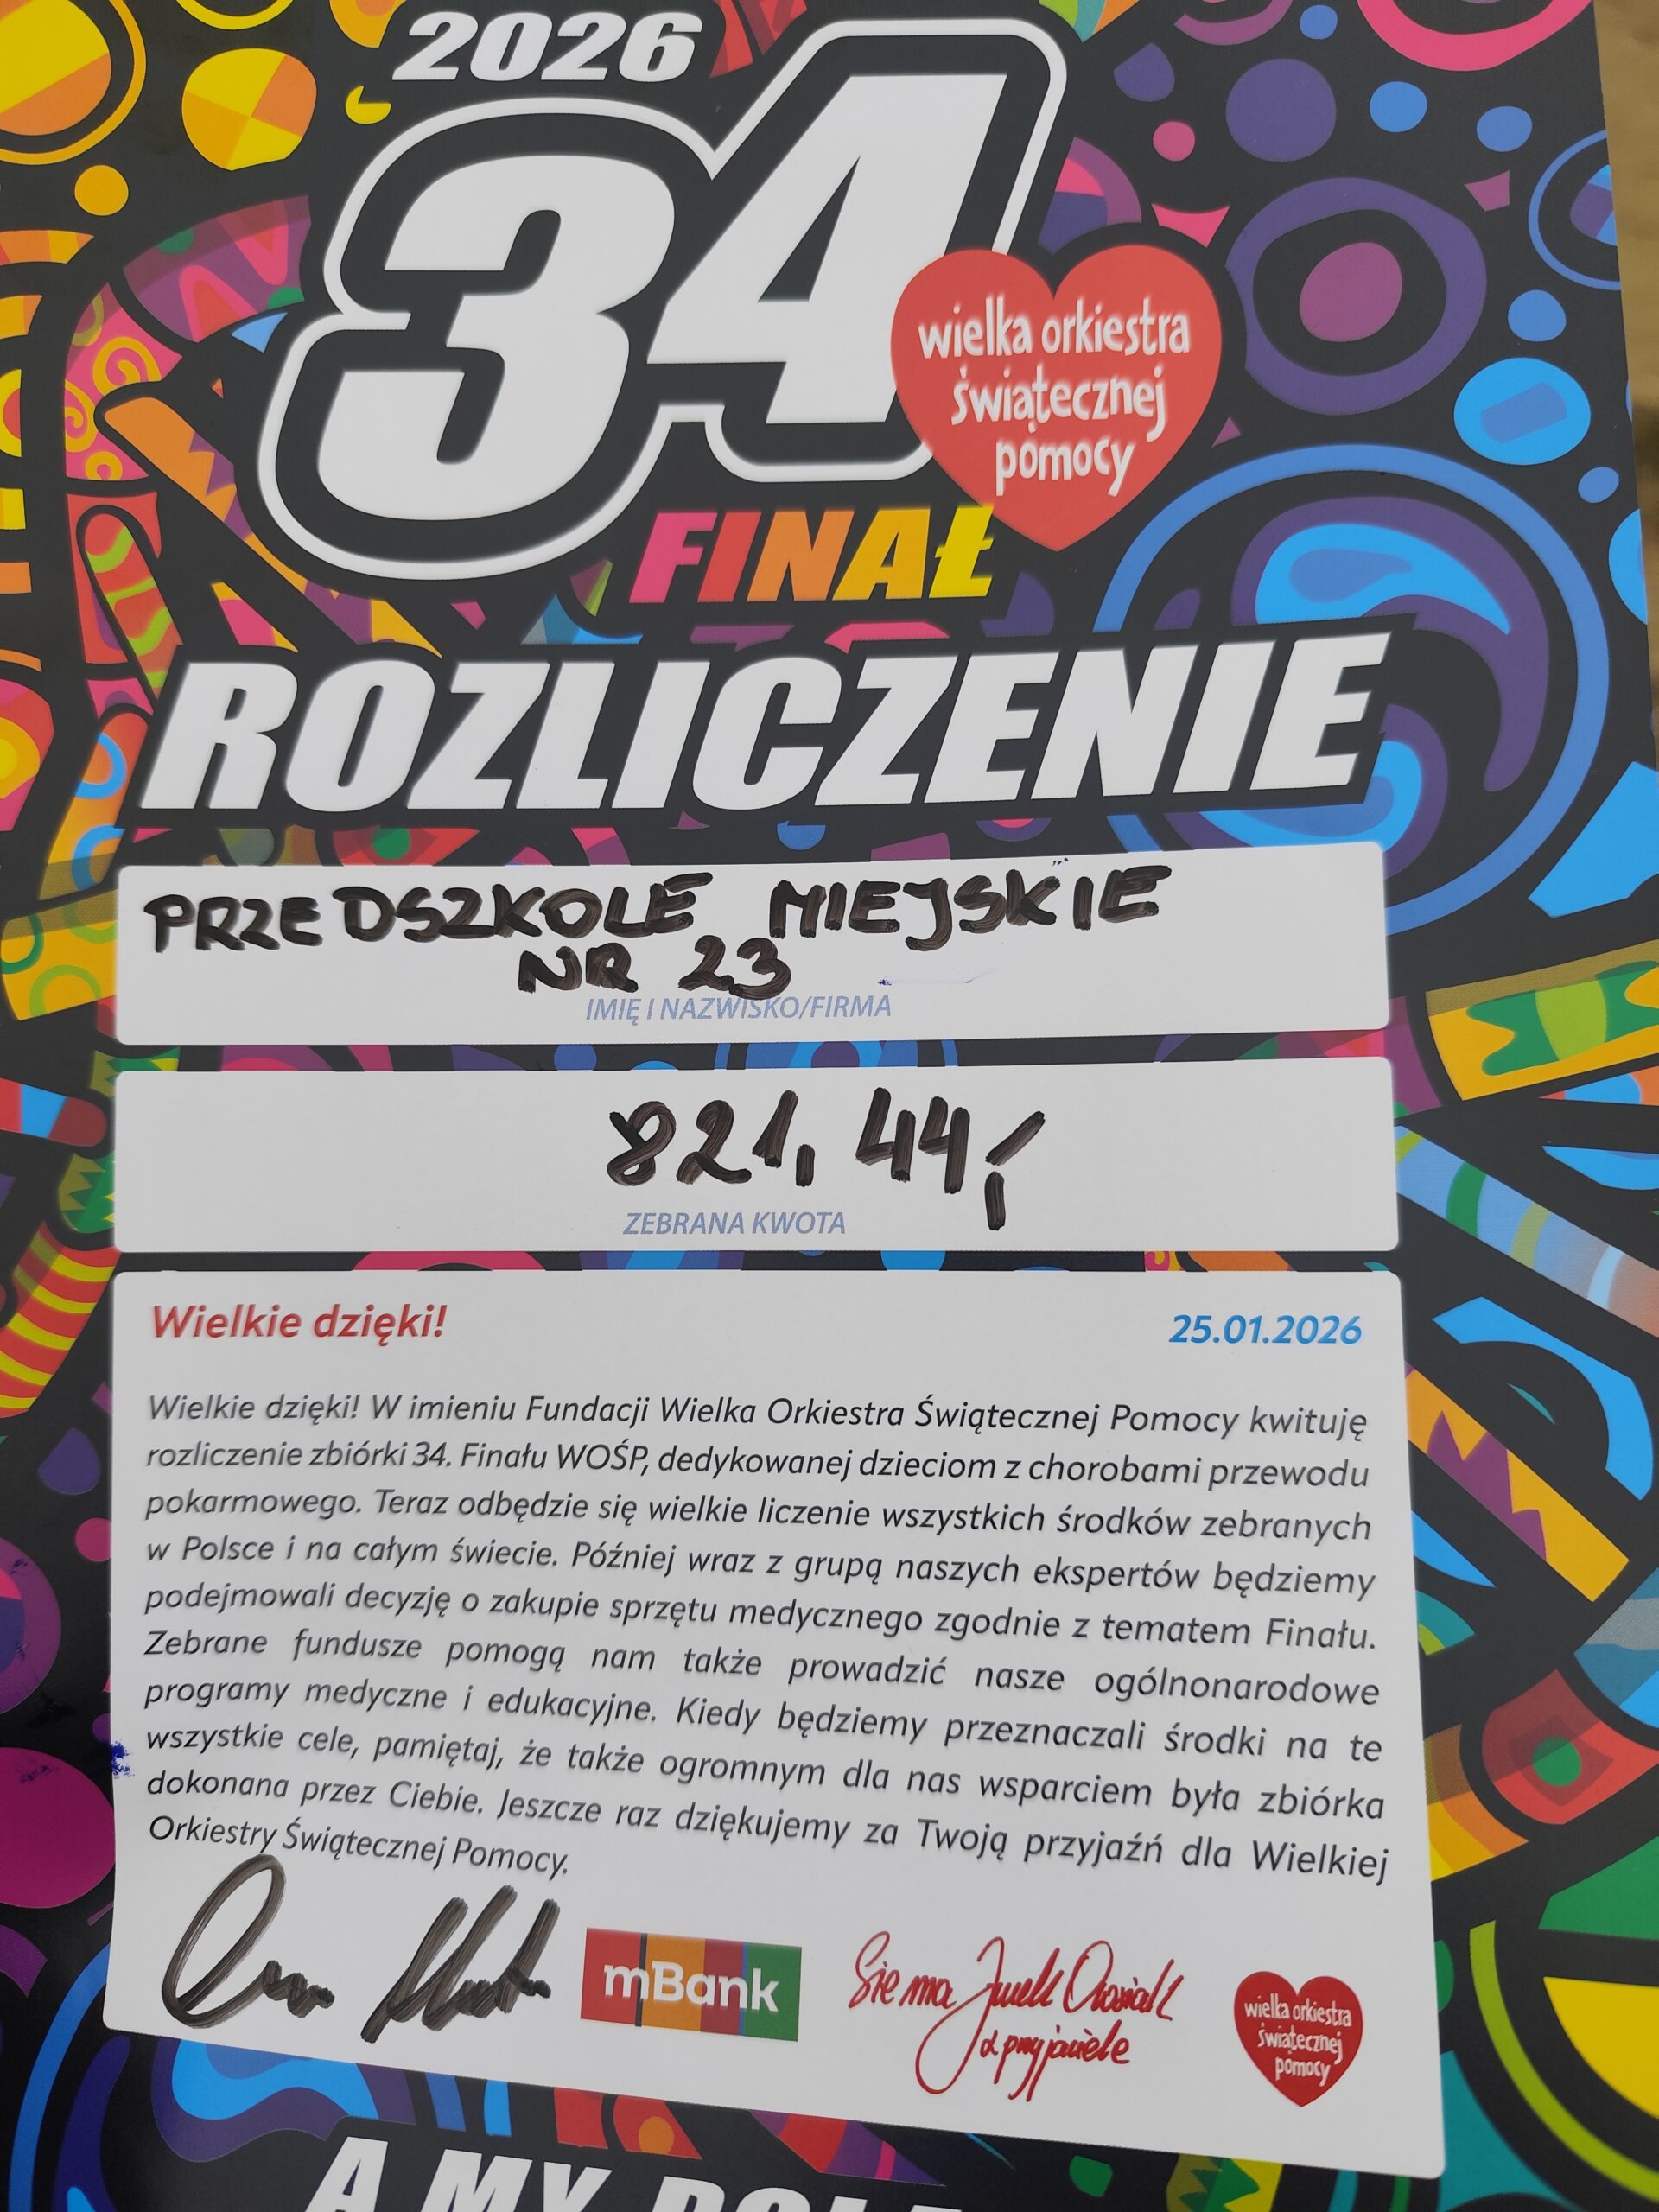 2026
34
wielka orkiestra
świątecznej
pomocy
FINAŁ
ROZLICZENIE
PRZEDSZKOLE MIEJSKIE
NR 23
IMIĘ I NAZWISKO/FIRMA
821,44,-
ZEBRANA KWOTA
Wielkie dzięki! 25.01.2026
Wielkie dzięki! W imieniu Fundacji Wielka Orkiestra Świątecznej Pomocy kwituję
rozliczenie zbiórki 34. Finału WOŚP, dedykowanej dzieciom z chorobami przewodu
pokarmowego. Teraz odbędzie się wielkie liczenie wszystkich środków zebranych
w Polsce i na całym świecie. Później wraz z grupą naszych ekspertów będziemy
podejmowali decyzję o zakupie sprzętu medycznego zgodnie z tematem Finału.
Zebrane fundusze pomogą nam także prowadzić nasze ogólnonarodowe
programy medyczne i edukacyjne. Kiedy będziemy przeznaczali środki na te
wszystkie cele, pamiętaj, że także ogromnym dla nas wsparciem była zbiórka
dokonana przez Ciebie. Jeszcze raz dziękujemy za Twoją przyjaźń dla Wielkiej
Orkiestry Świątecznej Pomocy.
mBank
Sie ma Jurek Owsiak
& przyjaciele
wielka orkiestra
świątecznej
pomocy
A MY